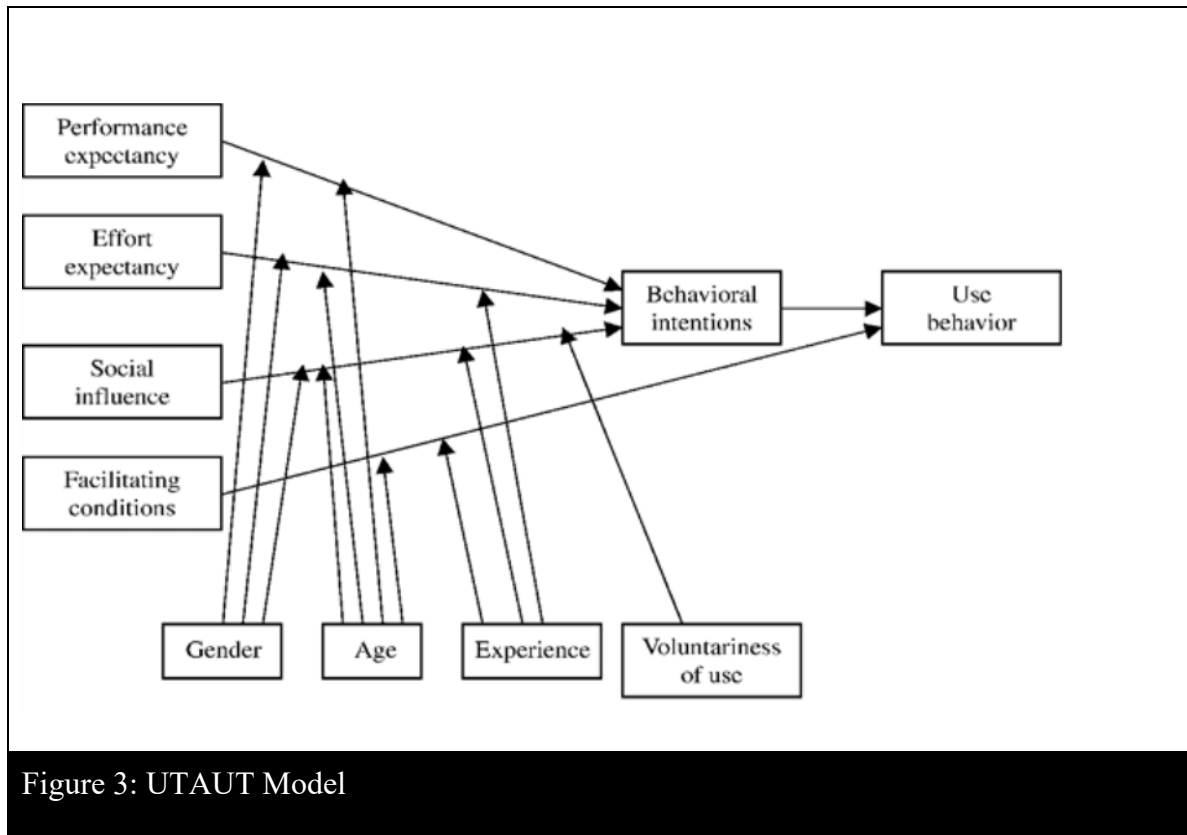 Performance
expectancy
Effort
expectancy
Social
influence
Facilitating
conditions
Behavioral
intentions
Use
behavior
Gender
Age
Experience
Voluntariness
of use
Figure 3: UTAUT Model